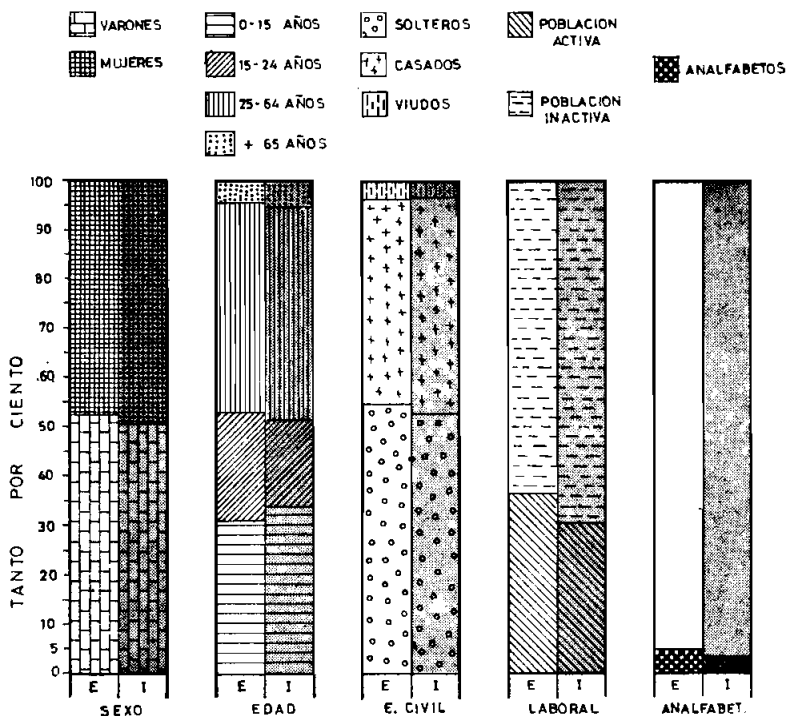 VARONES
MUJERES
0-15 AÑOS
15-24 AÑOS
25-64 AÑOS
+ 65 AÑOS
SOLTEROS
CASADOS
VIUDOS
POBLACION
ACTIVA
POBLACION
INACTIVA
ANALFABETOS
TANTO POR CIENTO
100
90
80
70
60
50
40
30
20
10
5
0
E I
SEXO
E I
EDAD
E I
E. CIVIL
E I
LABORAL
E I
ANALFABET.